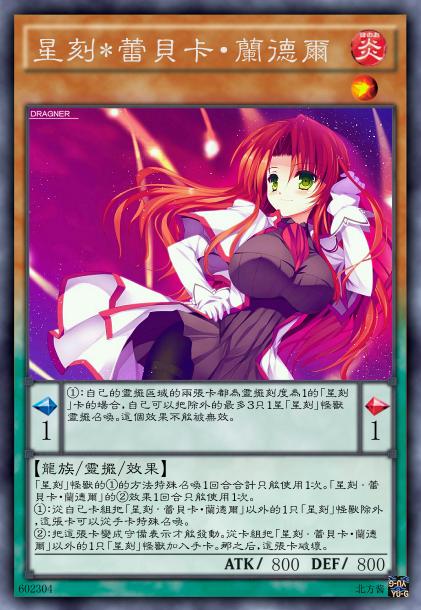 星刻*蕾貝卡·蘭德爾
炎
DRAGNER
①:自己的靈擺區域的兩張卡都為靈擺刻度為1的「星刻
」卡的場合,自己可以把除外的最多3只1星「星刻」怪獸
靈擺召喚。這個效果不能被無效。
1
1
【龍族/靈擺/效果】
「星刻」怪獸的①的方法特殊召喚1回合合計只能使用1次。「星刻·蕾
貝卡·蘭德爾」的②效果1回合只能使用1次。
①:從自己卡組把「星刻·蕾貝卡·蘭德爾」以外的1只「星刻」怪獸除外,
這張卡可以從手卡特殊召喚。
②:把這張卡變成守備表示才能發動。從卡組把「星刻·蕾貝卡·蘭德
爾」以外的1只「星刻」怪獸加入手卡。那之后,這張卡破壞。
ATK/ 800 DEF/ 800
602304
北方酱
YU-G